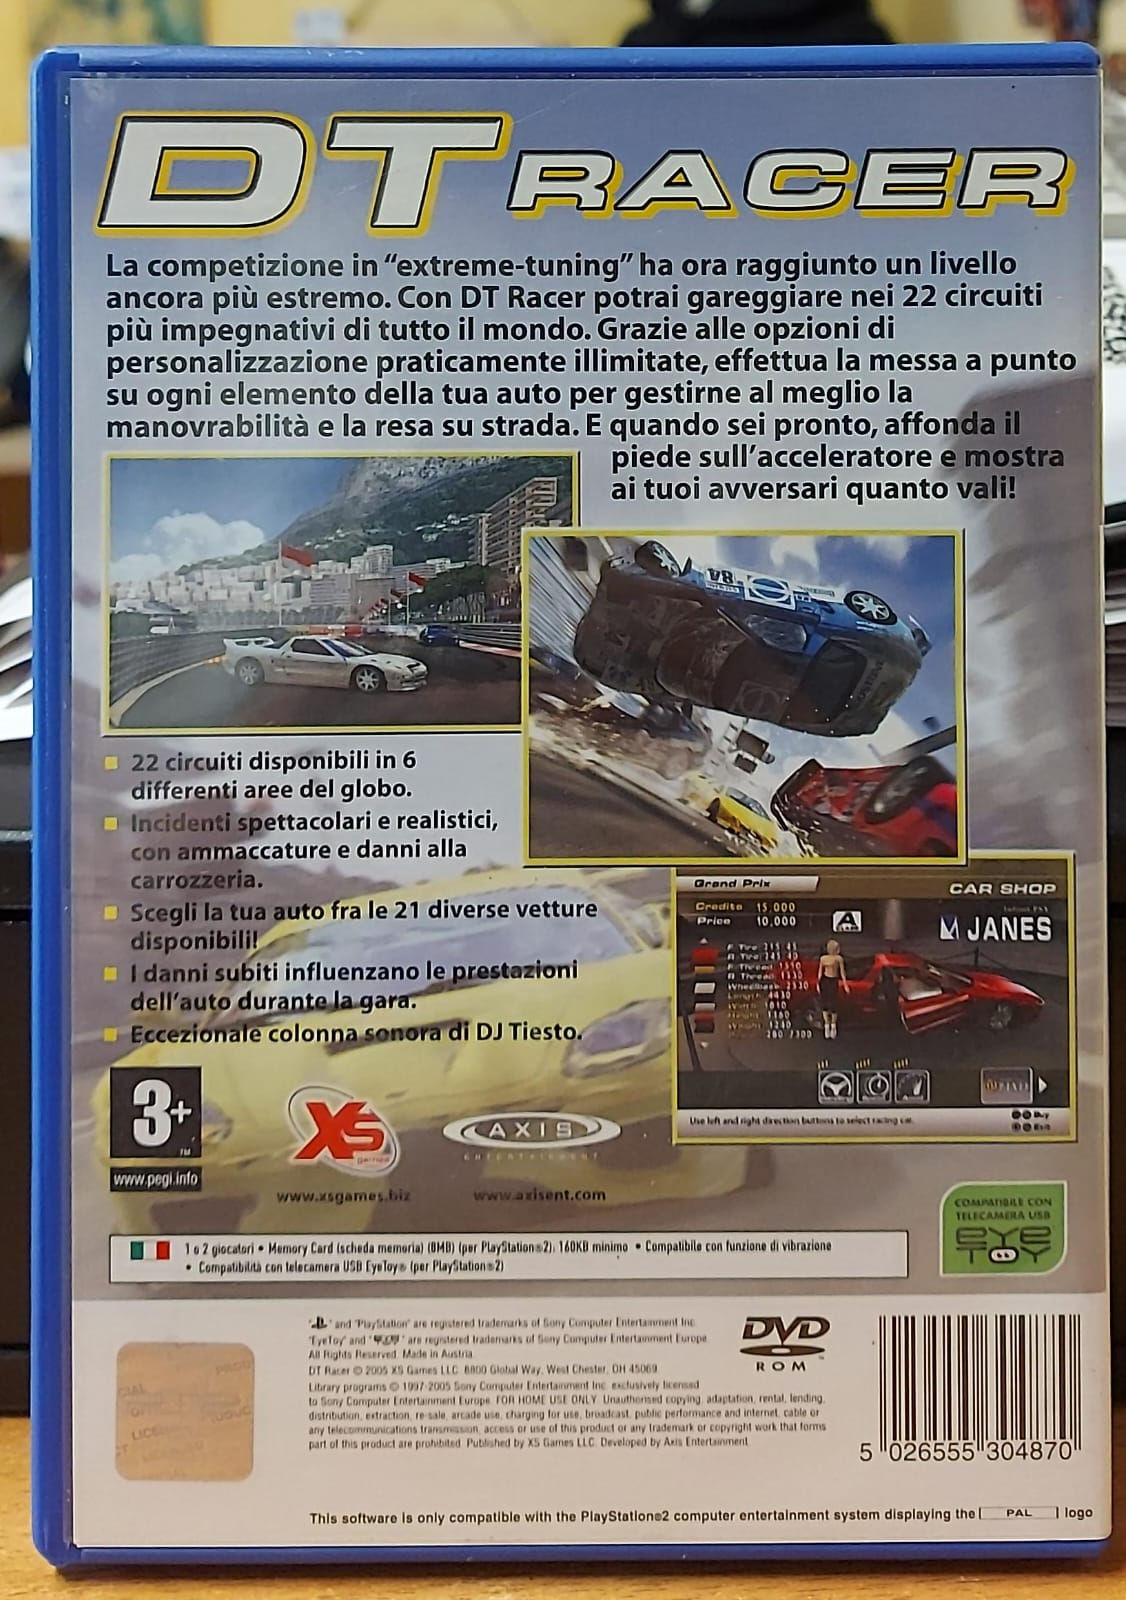 DT RACER
La competizione in “extreme-tuning” ha ora raggiunto un livello
ancora più estremo. Con DT Racer potrai gareggiare nei 22 circuiti
più impegnativi di tutto il mondo. Grazie alle opzioni di
personalizzazione praticamente illimitate, effettua la messa a punto
su ogni elemento della tua auto per gestirne al meglio la
manovrabilità e la resa su strada. E quando sei pronto, affonda il
piede sull'acceleratore e mostra
ai tuoi avversari quanto vali!
84
22 circuiti disponibili in 6
differenti aree del globo.
Incidenti spettacolari e realistici,
con ammaccature e danni alla
carrozzeria.
Scegli la tua auto fra le 21 diverse vetture
disponibili!
I danni subiti influenzano le prestazioni
dell'auto durante la gara.
Eccezionale colonna sonora di DJ Tiesto.
Grand Prix
CAR SHOP
Credits 15,000
Price 10,000
A
JANES
Use left and right direction buttons to select racing car.
Buy
Exit
3+
TM
www.pegi.info
XS games
www.xsgames.biz
AXIS
ENTERTAINMENT
www.axisent.com
COMPATIBILE CON
TELECAMERA USB
EYE
TOY
1 o 2 giocatori • Memory Card (scheda memoria) (8MB) (per PlayStation®2): 160KB minimo • Compatibile con funzione di vibrazione
• Compatibilità con telecamera USB EyeToy® (per PlayStation®2)
" " and "PlayStation" are registered trademarks of Sony Computer Entertainment Inc.
"EyeToy" and " " are registered trademarks of Sony Computer Entertainment Europe.
All Rights Reserved. Made in Austria.
DT Racer © 2005 XS Games LLC. 8800 Global Way, West Chester, OH 45069.
Library programs © 1997-2005 Sony Computer Entertainment Inc. exclusively licensed
to Sony Computer Entertainment Europe. FOR HOME USE ONLY. Unauthorised copying, adaptation, rental, lending,
distribution, extraction, re-sale, arcade use, charging for use, broadcast, public performance and internet, cable or
any telecommunications transmission, access or use of this product or any trademark or copyright work that forms
part of this product are prohibited. Published by XS Games LLC. Developed by Axis Entertainment.
DVD
ROM
5 026555 304870
This software is only compatible with the PlayStation®2 computer entertainment system displaying the PAL logo